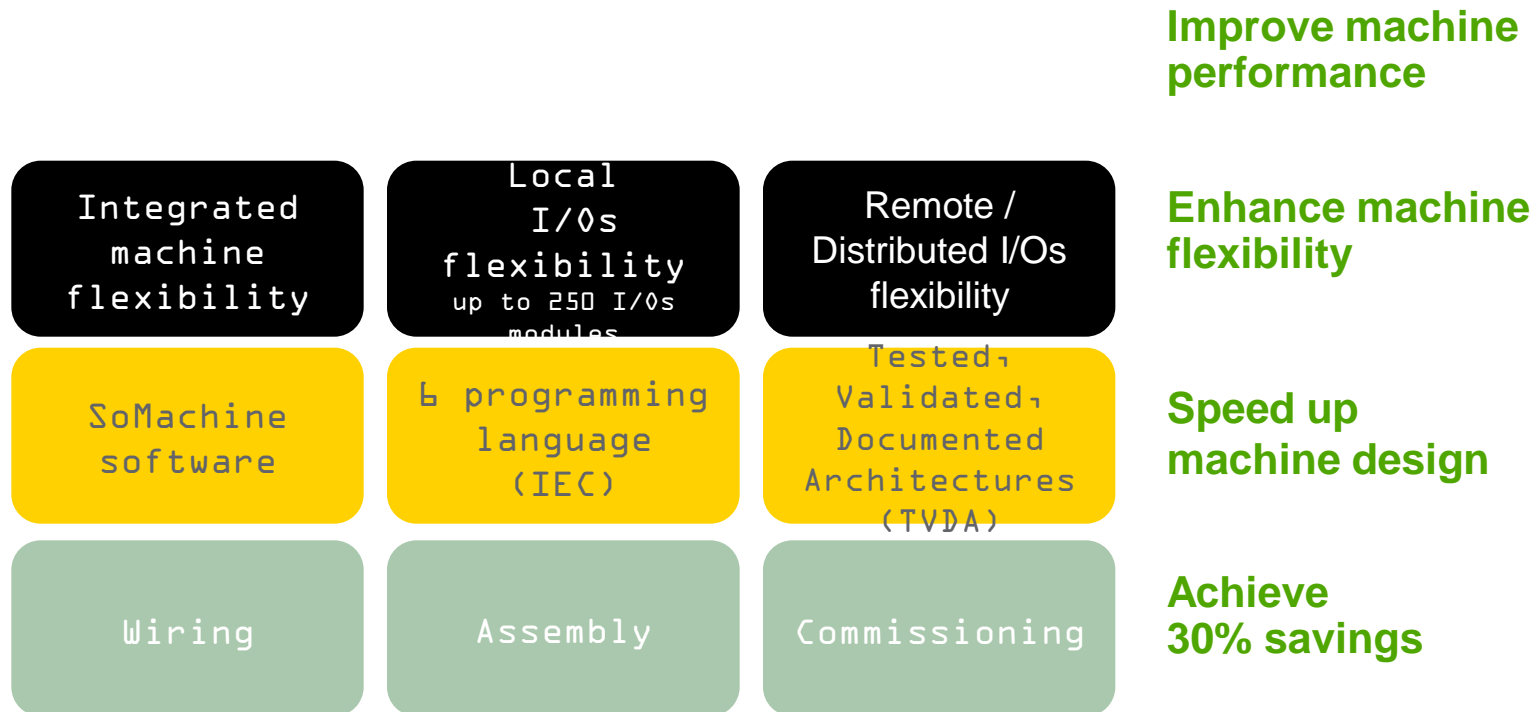 Improve machine
performance
Integrated
machine
flexibility
Local
I/Os
flexibility
up to 250 I/Os
modules
Remote /
Distributed I/Os
flexibility
Enhance machine
flexibility
SoMachine
software
6 programming
language
(IEC)
Tested,
Validated,
Documented
Architectures
(TVDA)
Speed up
machine design
Wiring
Assembly
Commissioning
Achieve
30% savings